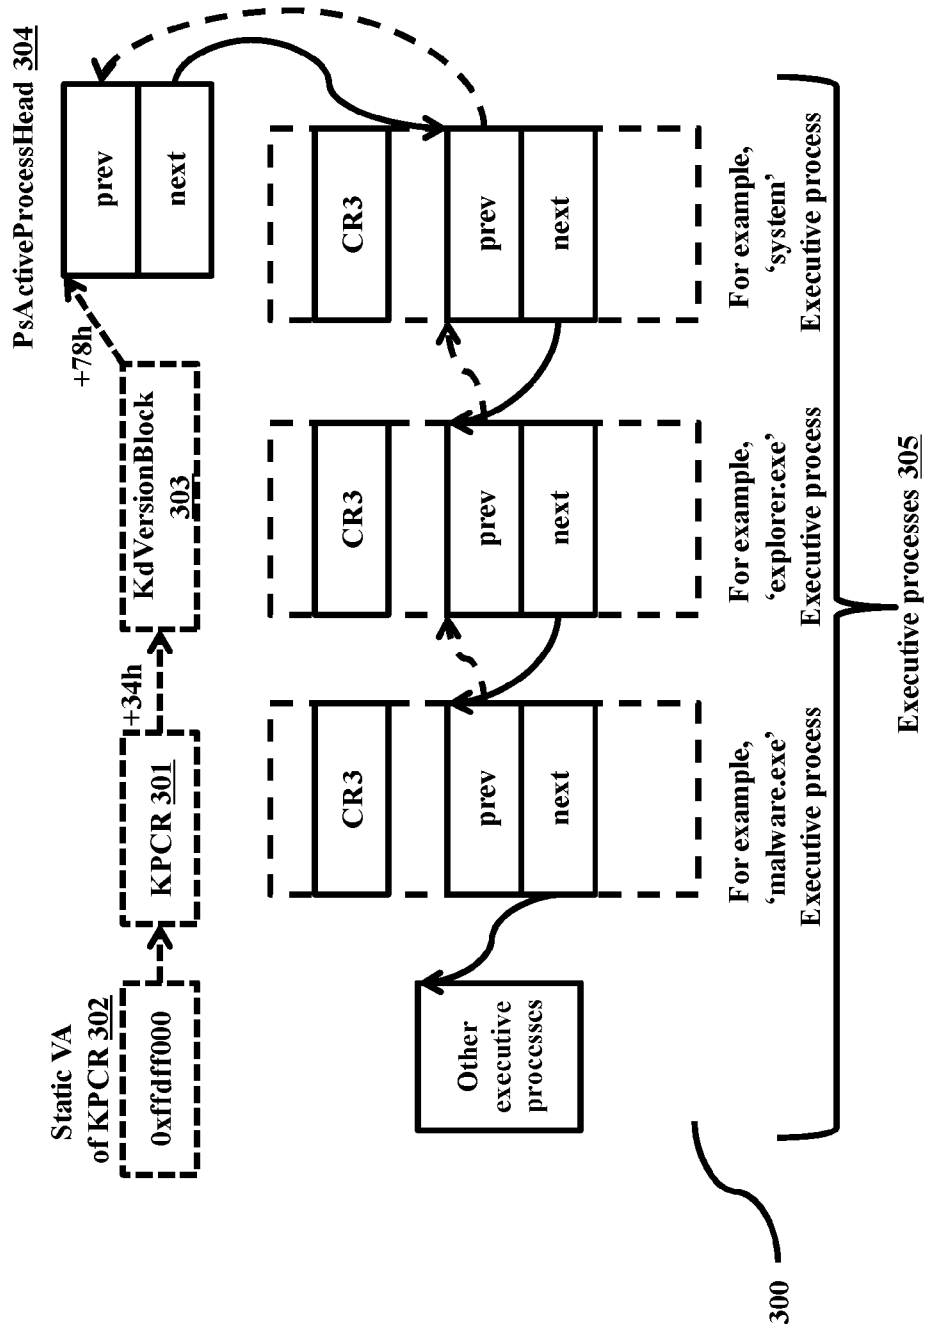 Static VA
of KPCR 302
0xffdff000
KPCR 301
+34h
KdVersionBlock
303
+78h
PsActiveProcessHead 304
prev
next
CR3
CR3
CR3
Other
executive
processes
prev
next
prev
next
prev
next
For example,
‘malware.exe’
Executive process
For example,
‘explorer.exe’
Executive process
For example,
‘system’
Executive process
300
Executive processes 305